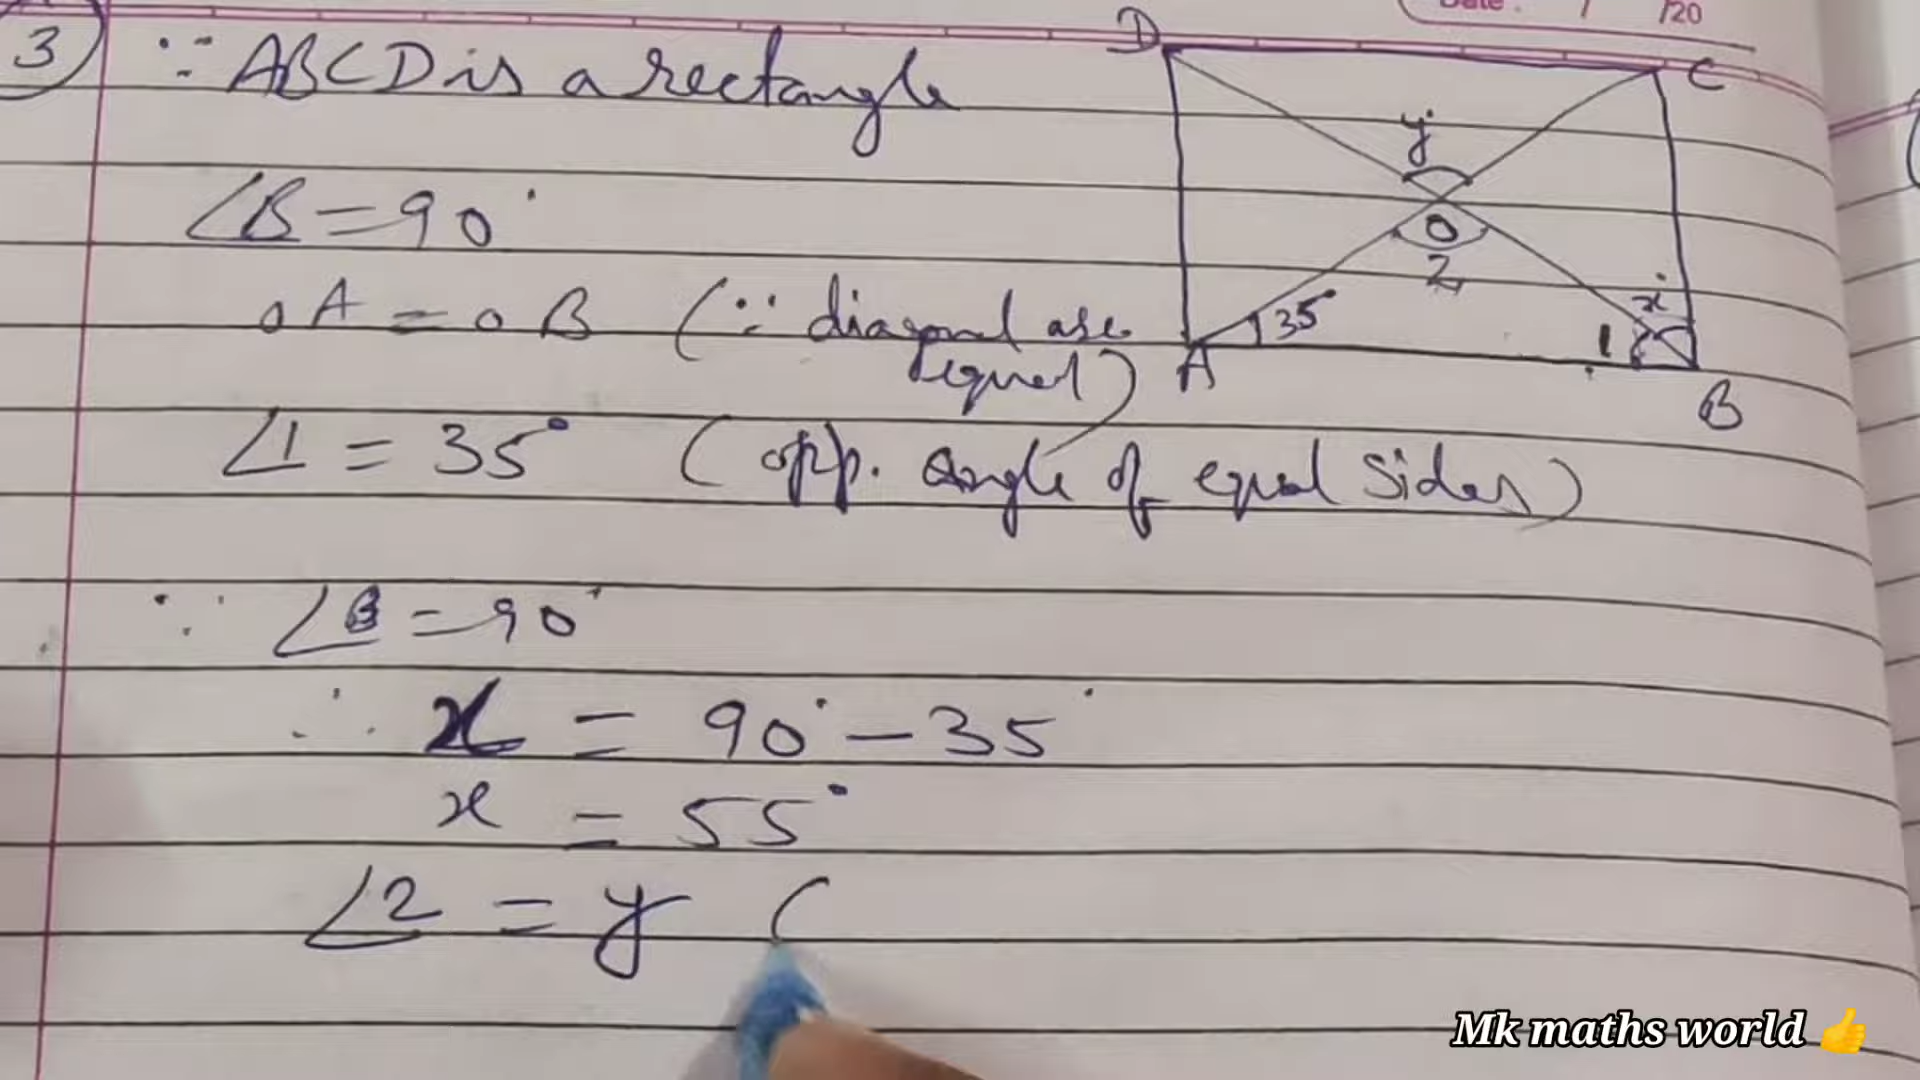 Date : / /20
3 ∵ ABCD is a rectangle
∠B = 90°
OA = OB (∵ diagonal are equal)
∠1 = 35° (opp. angle of equal sides)
∵ ∠B = 90°
∴ x = 90° - 35°
x = 55°
∠2 = y (
D
C
y°
O
2
35°
x°
1
A
B
Mk maths world 👍